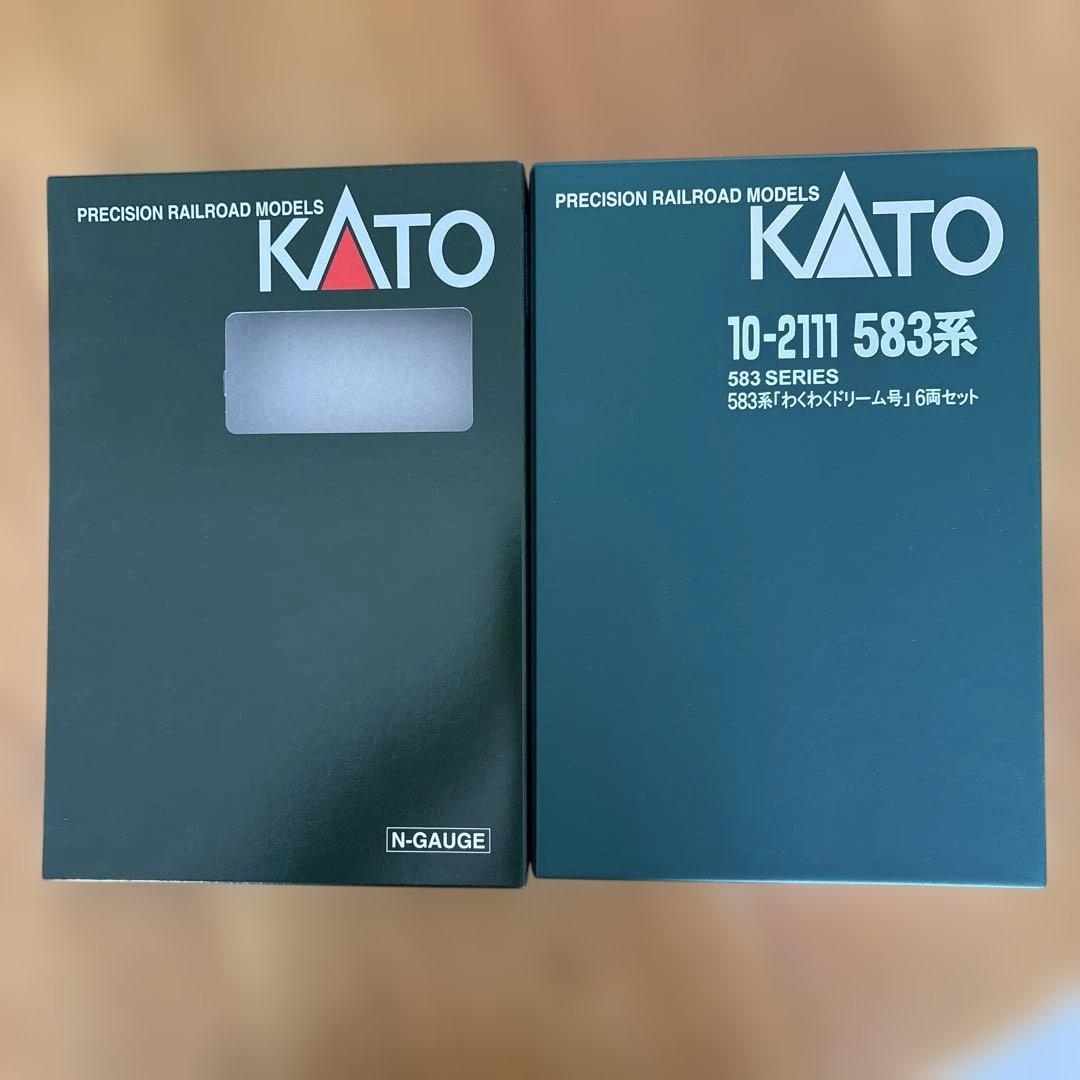 PRECISION RAILROAD MODELS
KATO
N-GAUGE
PRECISION RAILROAD MODELS
KATO
10-2111 583系
583 SERIES
583系「わくわくドリーム号」6両セット